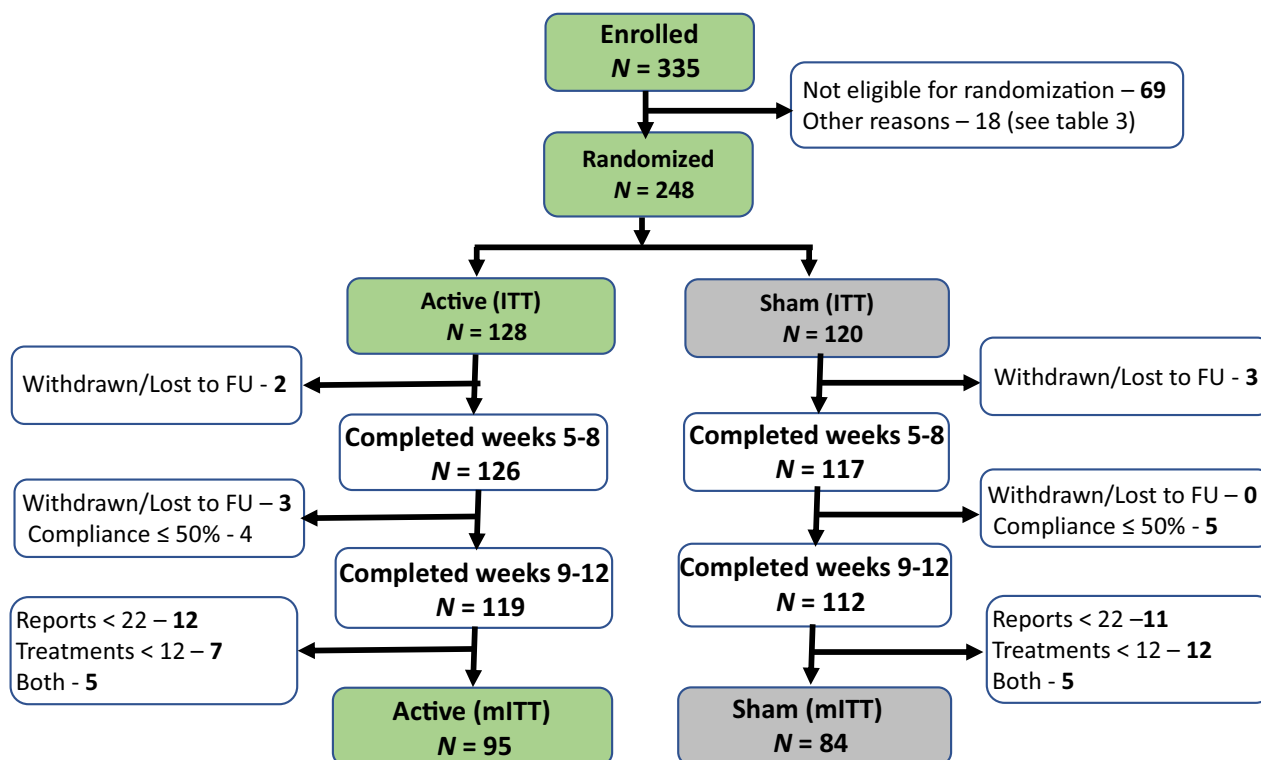 Enrolled
N = 335
Not eligible for randomization – 69
Other reasons – 18 (see table 3)
Randomized
N = 248
Active (ITT)
N = 128
Sham (ITT)
N = 120
Withdrawn/Lost to FU - 2
Withdrawn/Lost to FU - 3
Completed weeks 5-8
N = 126
Completed weeks 5-8
N = 117
Withdrawn/Lost to FU – 3
Compliance ≤ 50% - 4
Withdrawn/Lost to FU – 0
Compliance ≤ 50% - 5
Completed weeks 9-12
N = 119
Completed weeks 9-12
N = 112
Reports < 22 – 12
Treatments < 12 – 7
Both - 5
Reports < 22 –11
Treatments < 12 – 12
Both - 5
Active (mITT)
N = 95
Sham (mITT)
N = 84